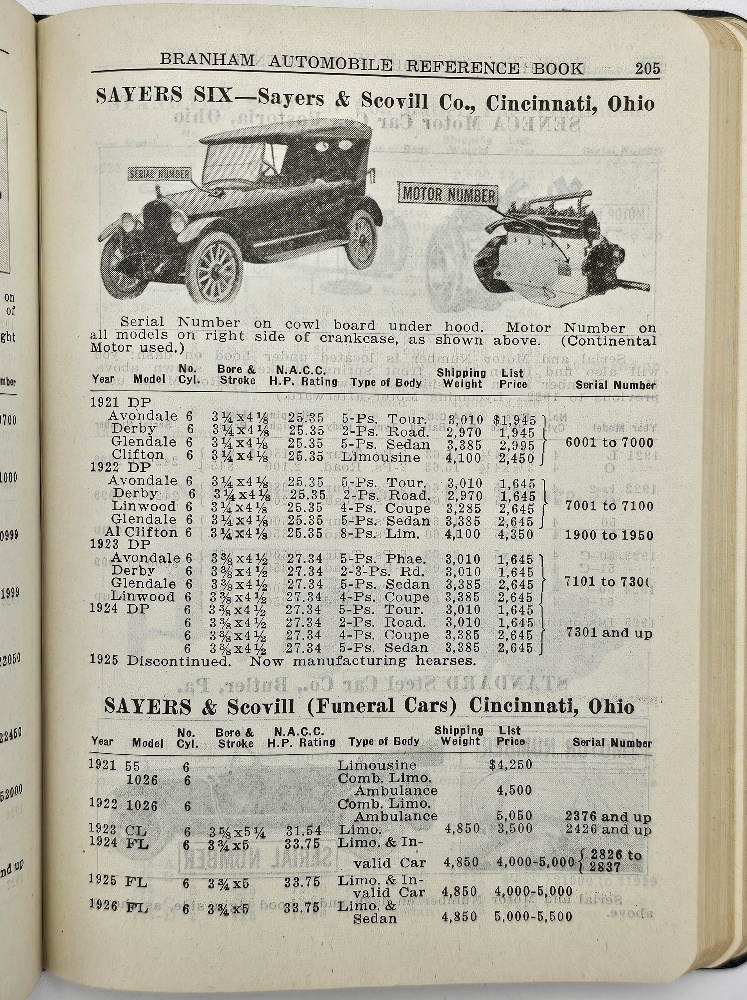 BRANHAM AUTOMOBILE REFERENCE BOOK 205
SAYERS SIX—Sayers & Scovill Co., Cincinnati, Ohio
SERIAL NUMBER
MOTOR NUMBER
Serial Number on cowl board under hood. Motor Number on
all models on right side of crankcase, as shown above. (Continental
Motor used.)
Year Model No. Cyl. Bore & Stroke N.A.C.C. H.P. Rating Type of Body Shipping Weight List Price Serial Number
1921 DP
Avondale 6 3¼x4⅛ 25.35 5-Ps. Tour. 3,010 $1,945
Derby 6 3¼x4⅛ 25.35 2-Ps. Road. 2,970 1,945
Glendale 6 3¼x4⅛ 25.35 5-Ps. Sedan 3,385 2,995 6001 to 7000
Clifton 6 3¼x4⅛ 25.35 Limousine 4,100 2,450
1922 DP
Avondale 6 3¼x4⅛ 25.35 5-Ps. Tour. 3,010 1,645
Derby 6 3¼x4⅛ 25.35 2-Ps. Road. 2,970 1,645
Linwood 6 3¼x4⅛ 25.35 4-Ps. Coupe 3,285 2,645 7001 to 7100
Glendale 6 3¼x4⅛ 25.35 5-Ps. Sedan 3,385 2,645
Al Clifton 6 3¼x4⅛ 25.35 8-Ps. Lim. 4,100 4,350 1900 to 1950
1923 DP
Avondale 6 3⅜x4½ 27.34 5-Ps. Phae. 3,010 1,645
Derby 6 3⅜x4½ 27.34 2-3-Ps. Rd. 3,010 1,645
Glendale 6 3⅜x4½ 27.34 5-Ps. Sedan 3,385 2,645 7101 to 730
Linwood 6 3⅜x4½ 27.34 4-Ps. Coupe 3,385 2,645
1924 DP 6 3⅜x4½ 27.34 5-Ps. Tour. 3,010 1,645
6 3⅜x4½ 27.34 2-Ps. Road. 3,010 1,645
6 3⅜x4½ 27.34 4-Ps. Coupe 3,385 2,645 7301 and up
6 3⅜x4½ 27.34 5-Ps. Sedan 3,385 2,645
1925 Discontinued. Now manufacturing hearses.
SAYERS & Scovill (Funeral Cars) Cincinnati, Ohio
Year Model No. Cyl. Bore & Stroke N.A.C.C. H.P. Rating Type of Body Shipping Weight List Price Serial Number
1921 55 6 Limousine $4,250
1026 6 Comb. Limo.
Ambulance 4,500
1922 1026 6 Comb. Limo.
Ambulance 5,050 2376 and up
1923 CL 6 3⅝x5¼ 31.54 Limo. 4,850 3,500 2426 and up
1924 FL 6 3¾x5 33.75 Limo. & In-
valid Car 4,850 4,000-5,000 2826 to 2837
1925 FL 6 3¾x5 33.75 Limo. & In-
valid Car 4,850 4,000-5,000
1926 FL 6 3¾x5 33.75 Limo. &
Sedan 4,850 5,000-5,500